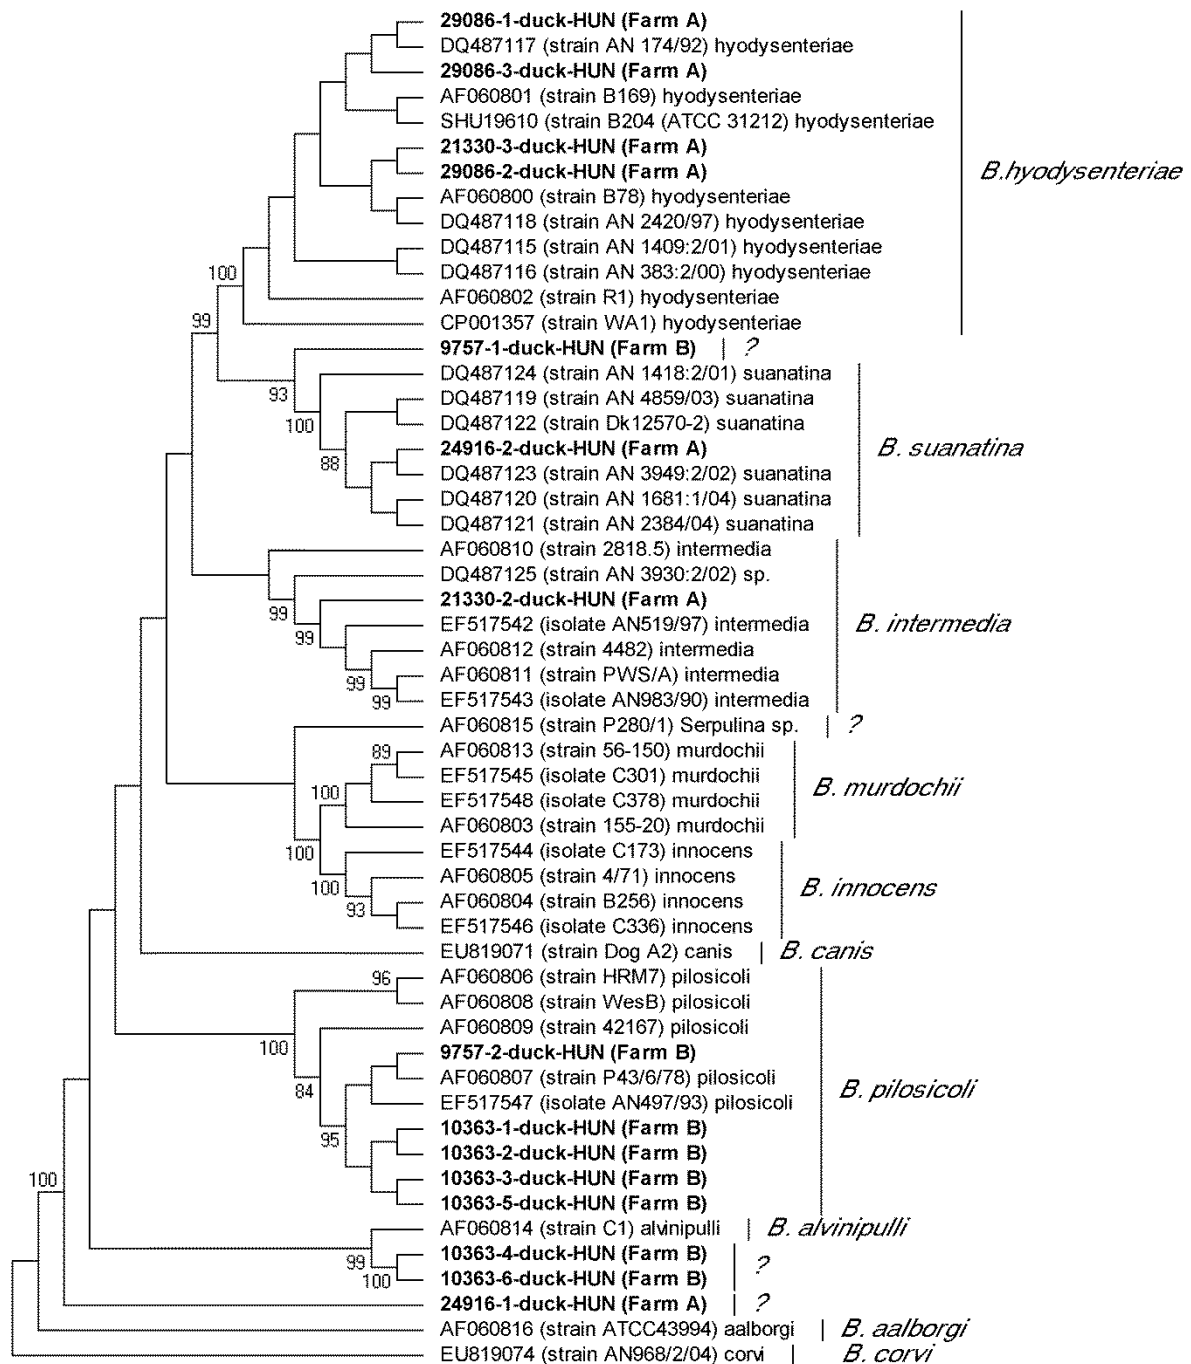 29086-1-duck-HUN (Farm A)
DQ487117 (strain AN 174/92) hyodysenteriae
29086-3-duck-HUN (Farm A)
AF060801 (strain B169) hyodysenteriae
SHU19610 (strain B204 (ATCC 31212) hyodysenteriae
21330-3-duck-HUN (Farm A)
B.hyodysenteriae
29086-2-duck-HUN (Farm A)
AF060800 (strain B78) hyodysenteriae
DQ487118 (strain AN 2420/97) hyodysenteriae
DQ487115 (strain AN 1409:2/01) hyodysenteriae
100
DQ487116 (strain AN 383:2/00) hyodysenteriae
AF060802 (strain R1) hyodysenteriae
99
CP001357 (strain WA1) hyodysenteriae
9757-1-duck-HUN (Farm B) ?
DQ487124 (strain AN 1418:2/01) suanatina
93
DQ487119 (strain AN 4859/03) suanatina
100
DQ487122 (strain Dk12570-2) suanatina
24916-2-duck-HUN (Farm A) B. suanatina
88
DQ487123 (strain AN 3949:2/02) suanatina
DQ487120 (strain AN 1681:1/04) suanatina
DQ487121 (strain AN 2384/04) suanatina
AF060810 (strain 2818.5) intermedia
DQ487125 (strain AN 3930:2/02) sp.
21330-2-duck-HUN (Farm A)
99
EF517542 (isolate AN519/97) intermedia B. intermedia
99
AF060812 (strain 4482) intermedia
AF060811 (strain PWS/A) intermedia
99
EF517543 (isolate AN983/90) intermedia
99
AF060815 (strain P280/1) Serpulina sp. ?
89
AF060813 (strain 56-150) murdochii
EF517545 (isolate C301) murdochii B. murdochii
100
EF517548 (isolate C378) murdochii
AF060803 (strain 155-20) murdochii
100
EF517544 (isolate C173) innocens
100
AF060805 (strain 4/71) innocens B. innocens
AF060804 (strain B256) innocens
93
EF517546 (isolate C336) innocens
EU819071 (strain Dog A2) canis B. canis
96
AF060806 (strain HRM7) pilosicoli
AF060808 (strain WesB) pilosicoli
AF060809 (strain 42167) pilosicoli
100
9757-2-duck-HUN (Farm B)
AF060807 (strain P43/6/78) pilosicoli B. pilosicoli
84
EF517547 (isolate AN497/93) pilosicoli
10363-1-duck-HUN (Farm B)
95
10363-2-duck-HUN (Farm B)
10363-3-duck-HUN (Farm B)
100
10363-5-duck-HUN (Farm B)
AF060814 (strain C1) alvinipulli B. alvinipulli
10363-4-duck-HUN (Farm B)
99
?
10363-6-duck-HUN (Farm B)
100
24916-1-duck-HUN (Farm A) ?
AF060816 (strain ATCC43994) aalborgi B. aalborgi
EU819074 (strain AN968/2/04) corvi B. corvi